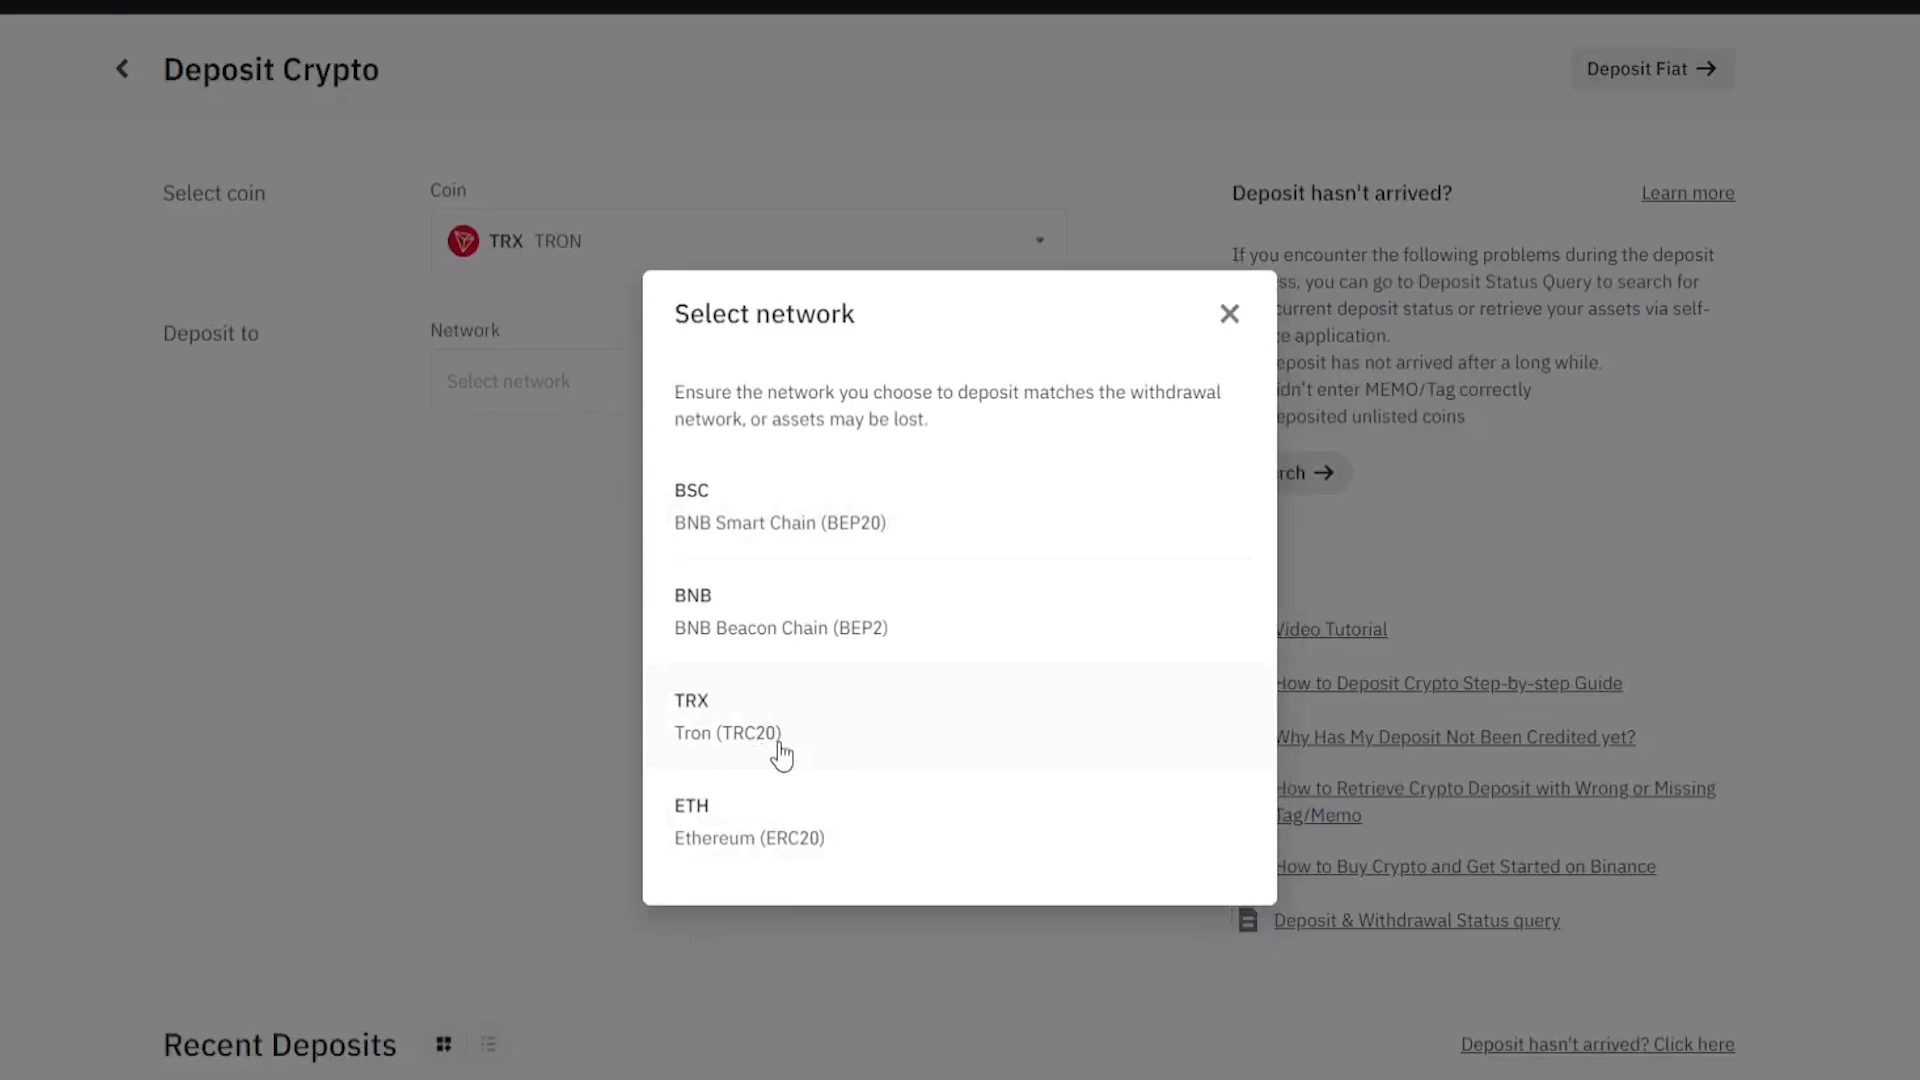 Deposit Crypto
Deposit Fiat
Select coin
Coin
TRX TRON
Deposit to
Network
Select network
Deposit hasn't arrived?
Learn more
If you encounter the following problems during the deposit
ss, you can go to Deposit Status Query to search for
current deposit status or retrieve your assets via self-
e application.
eposit has not arrived after a long while.
idn't enter MEMO/Tag correctly
eposited unlisted coins
rch
Select network
Ensure the network you choose to deposit matches the withdrawal
network, or assets may be lost.
BSC
BNB Smart Chain (BEP20)
BNB
BNB Beacon Chain (BEP2)
TRX
Tron (TRC20)
ETH
Ethereum (ERC20)
Video Tutorial
How to Deposit Crypto Step-by-step Guide
Why Has My Deposit Not Been Credited yet?
How to Retrieve Crypto Deposit with Wrong or Missing
Tag/Memo
How to Buy Crypto and Get Started on Binance
Deposit & Withdrawal Status query
Recent Deposits
Deposit hasn't arrived? Click here